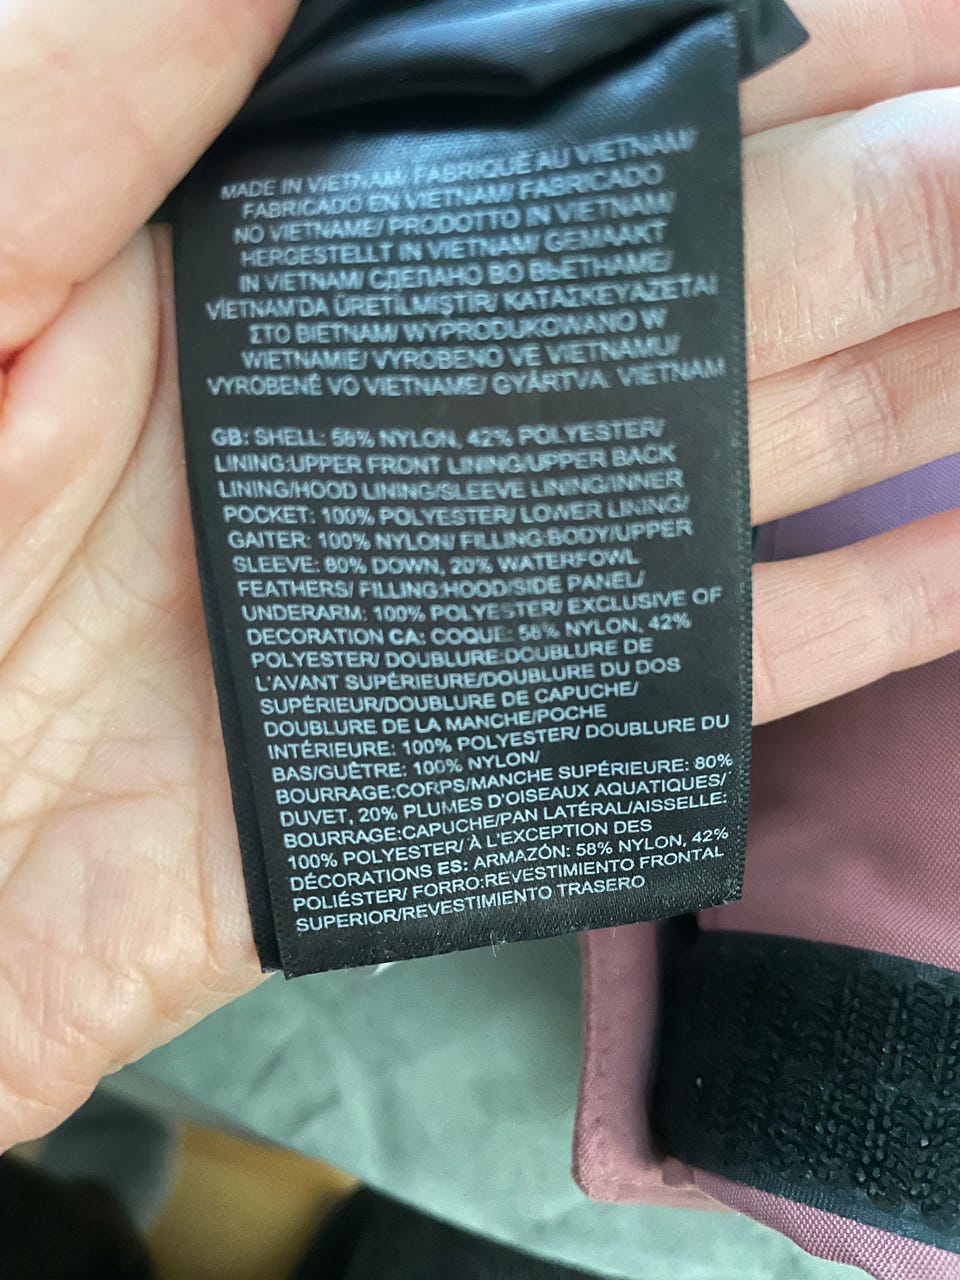 MADE IN VIETNAM/ FABRIQUÉ AU VIETNAM/
FABRICADO EN VIETNAM/ FABRICADO
NO VIETNAME/ PRODOTTO IN VIETNAM/
HERGESTELLT IN VIETNAM/ GEMAAKT
IN VIETNAM/ СДЕЛАНО ВО ВЬЕТНАМЕ/
VİETNAM'DA ÜRETİLMİŞTİR/ ΚΑΤΑΣΚΕΥΑΖΕΤΑΙ
ΣΤΟ ΒΙΕΤΝΑΜ/ WYPRODUKOWANO W
WIETNAMIE/ VYROBENO VE VIETNAMU/
VYROBENÉ VO VIETNAME/ GYÁRTVA: VIETNAM
GB: SHELL: 58% NYLON, 42% POLYESTER/
LINING:UPPER FRONT LINING/UPPER BACK
LINING/HOOD LINING/SLEEVE LINING/INNER
POCKET: 100% POLYESTER/ LOWER LINING/
GAITER: 100% NYLON/ FILLING:BODY/UPPER
SLEEVE: 80% DOWN, 20% WATERFOWL
FEATHERS/ FILLING:HOOD/SIDE PANEL/
UNDERARM: 100% POLYESTER/ EXCLUSIVE OF
DECORATION CA: COQUE: 58% NYLON, 42%
POLYESTER/ DOUBLURE:DOUBLURE DE
L'AVANT SUPÉRIEURE/DOUBLURE DU DOS
SUPÉRIEUR/DOUBLURE DE CAPUCHE/
DOUBLURE DE LA MANCHE/POCHE
INTÉRIEURE: 100% POLYESTER/ DOUBLURE DU
BAS/GUÊTRE: 100% NYLON/
BOURRAGE:CORPS/MANCHE SUPÉRIEURE: 80%
DUVET, 20% PLUMES D'OISEAUX AQUATIQUES/
BOURRAGE:CAPUCHE/PAN LATÉRAL/AISSELLE:
100% POLYESTER/ À L'EXCEPTION DES
DÉCORATIONS ES: ARMAZÓN: 58% NYLON, 42%
POLIÉSTER/ FORRO:REVESTIMIENTO FRONTAL
SUPERIOR/REVESTIMIENTO TRASERO